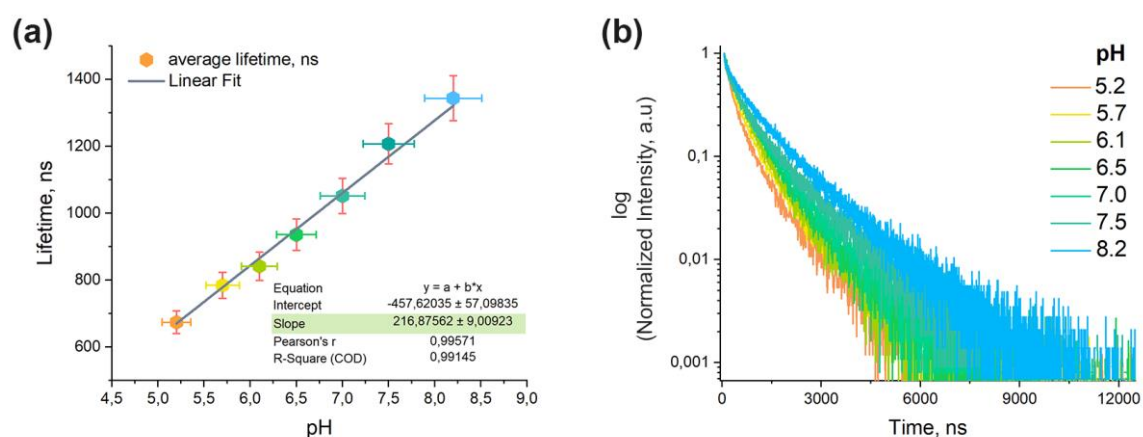 (a)
average lifetime, ns
Linear Fit
1400
1200
1000
800
600
Lifetime, ns
Equation y = a + b*x
Intercept -457,62035 ± 57,09835
Slope 216,87562 ± 9,00923
Pearson's r 0,99571
R-Square (COD) 0,99145
4,5 5,0 5,5 6,0 6,5 7,0 7,5 8,0 8,5 9,0
pH
(b)
1
0,1
0,01
0,001
log
(Normalized Intensity, a.u)
pH
5.2
5.7
6.1
6.5
7.0
7.5
8.2
0 3000 6000 9000 12000
Time, ns